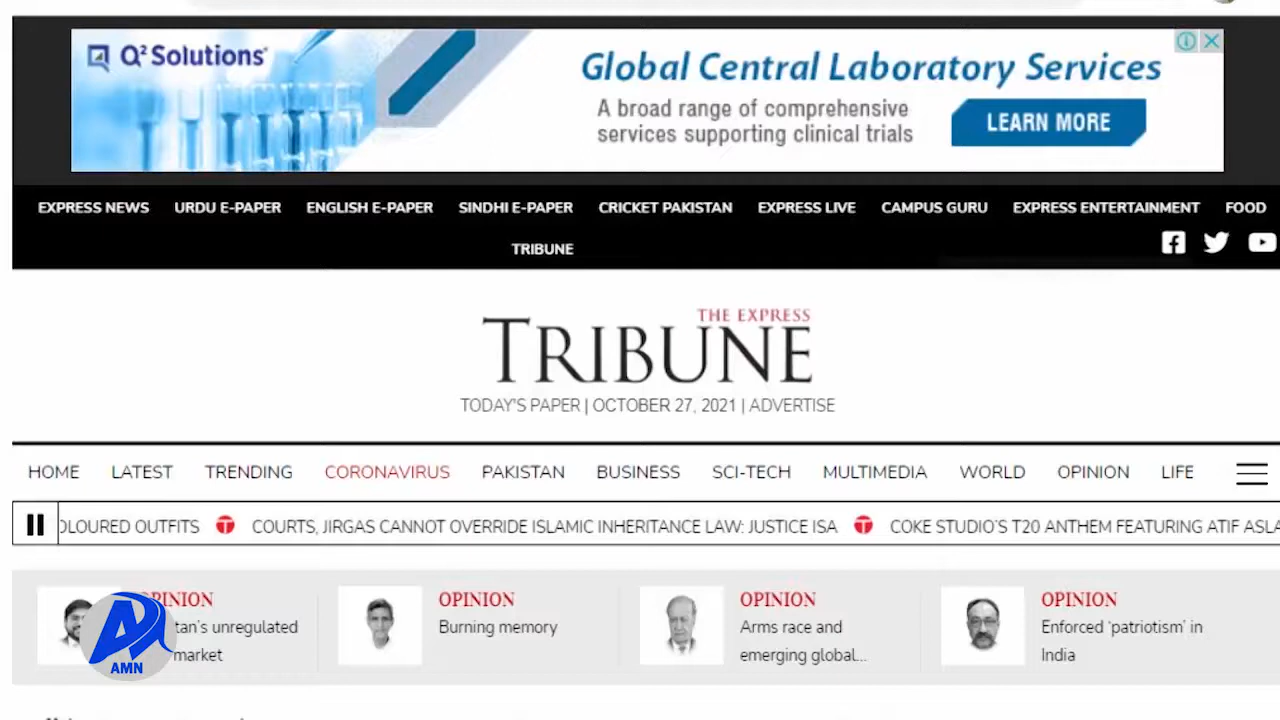 Q² Solutions
Global Central Laboratory Services
A broad range of comprehensive
services supporting clinical trials
LEARN MORE
EXPRESS NEWS URDU E-PAPER ENGLISH E-PAPER SINDHI E-PAPER CRICKET PAKISTAN EXPRESS LIVE CAMPUS GURU EXPRESS ENTERTAINMENT FOOD
TRIBUNE
THE EXPRESS
TRIBUNE
TODAY'S PAPER | OCTOBER 27, 2021 | ADVERTISE
HOME LATEST TRENDING CORONAVIRUS PAKISTAN BUSINESS SCI-TECH MULTIMEDIA WORLD OPINION LIFE
OLOURED OUTFITS COURTS, JIRGAS CANNOT OVERRIDE ISLAMIC INHERITANCE LAW: JUSTICE ISA COKE STUDIO'S T20 ANTHEM FEATURING ATIF ASLA
OPINION
tan's unregulated
market
OPINION
Burning memory
OPINION
Arms race and
emerging global...
OPINION
Enforced 'patriotism' in
India
AMN